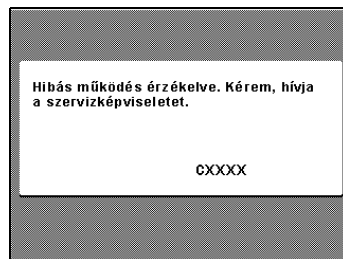 Hibás működés érzékelve. Kérem, hívja
a szervizképviseletet.
CXXXX